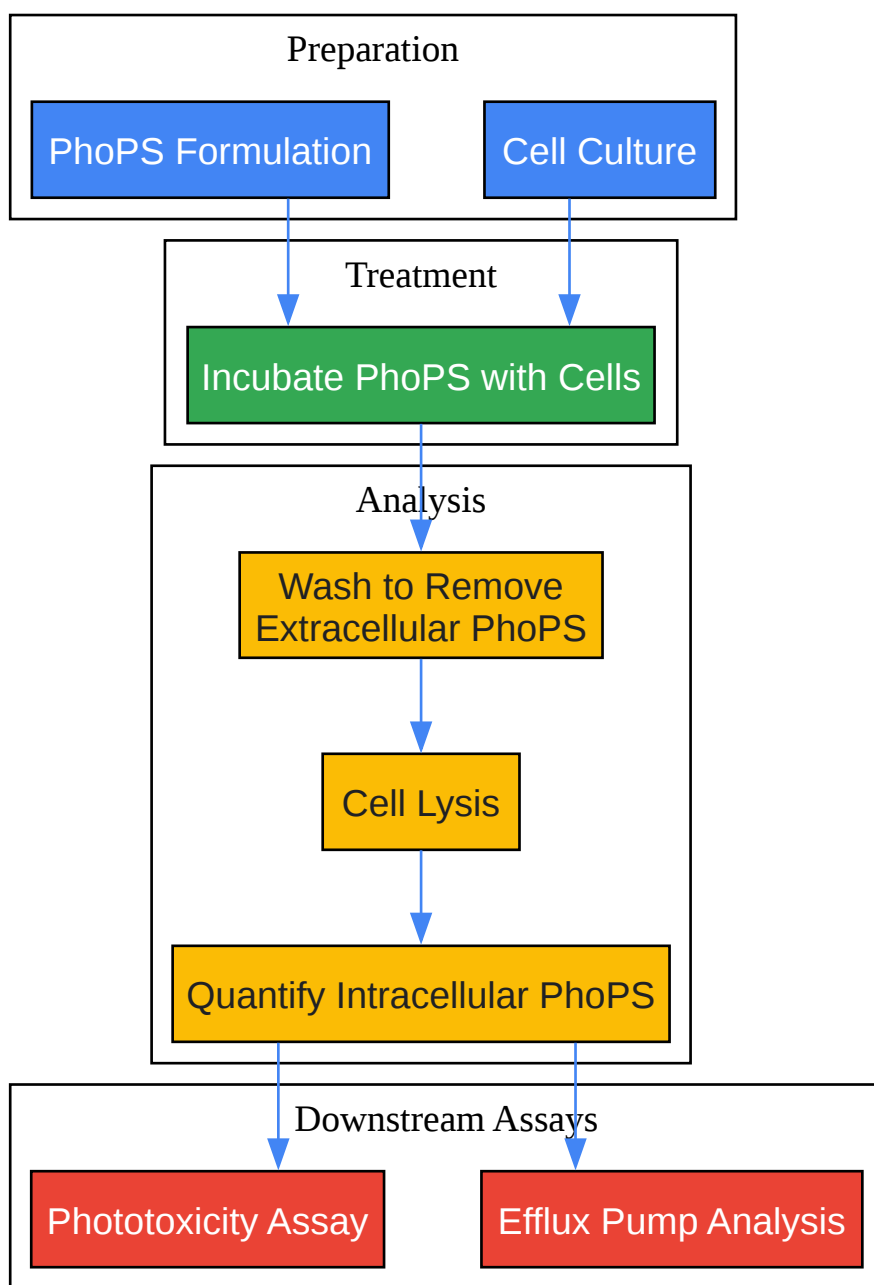 Preparation
PhoPS Formulation
Cell Culture
Treatment
Incubate PhoPS with Cells
Analysis
Wash to Remove
Extracellular PhoPS
Cell Lysis
Quantify Intracellular PhoPS
Downstream Assays
Phototoxicity Assay
Efflux Pump Analysis